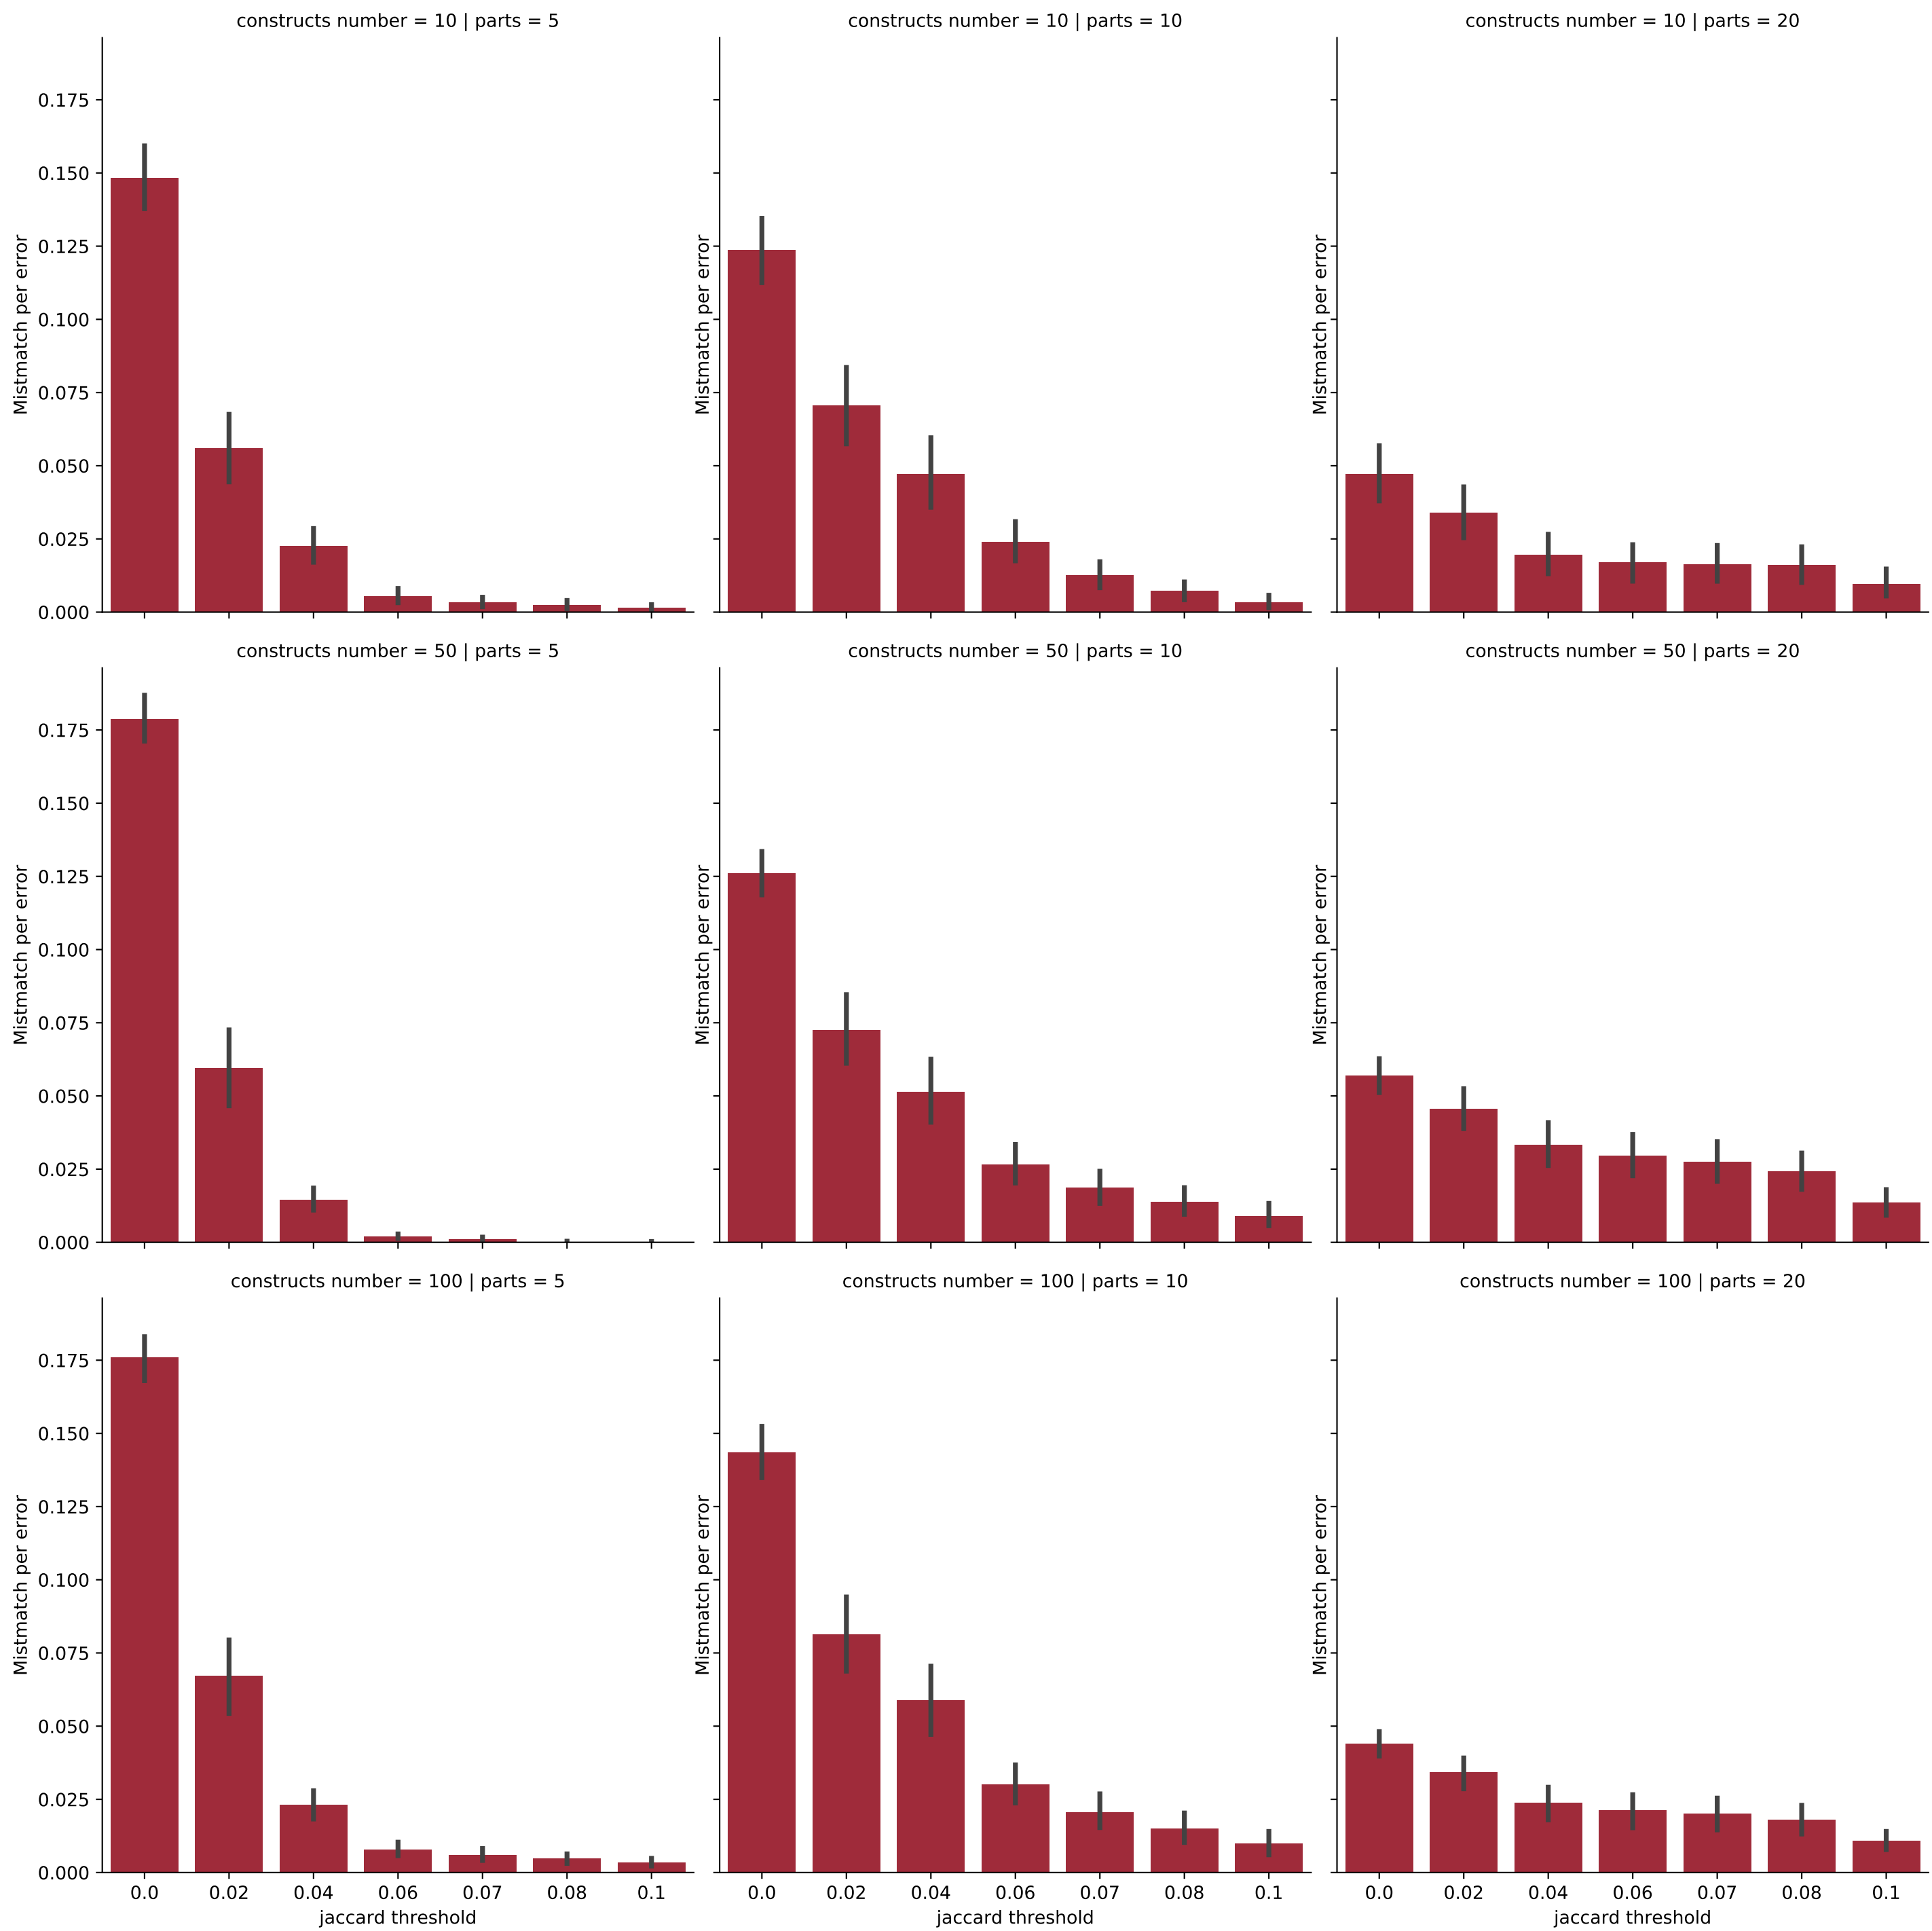 constructs number = 10 | parts = 5
constructs number = 10 | parts = 10
constructs number = 10 | parts = 20
0.175
0.150
0.125
0.100
0.075
0.050
0.025
0.000
Mistmatch per error
Mistmatch per error
Mistmatch per error
constructs number = 50 | parts = 5
constructs number = 50 | parts = 10
constructs number = 50 | parts = 20
0.175
0.150
0.125
0.100
0.075
0.050
0.025
0.000
Mistmatch per error
Mistmatch per error
Mistmatch per error
constructs number = 100 | parts = 5
constructs number = 100 | parts = 10
constructs number = 100 | parts = 20
0.175
0.150
0.125
0.100
0.075
0.050
0.025
0.000
Mistmatch per error
Mistmatch per error
Mistmatch per error
0.0 0.02 0.04 0.06 0.07 0.08 0.1
0.0 0.02 0.04 0.06 0.07 0.08 0.1
0.0 0.02 0.04 0.06 0.07 0.08 0.1
jaccard threshold
jaccard threshold
jaccard threshold